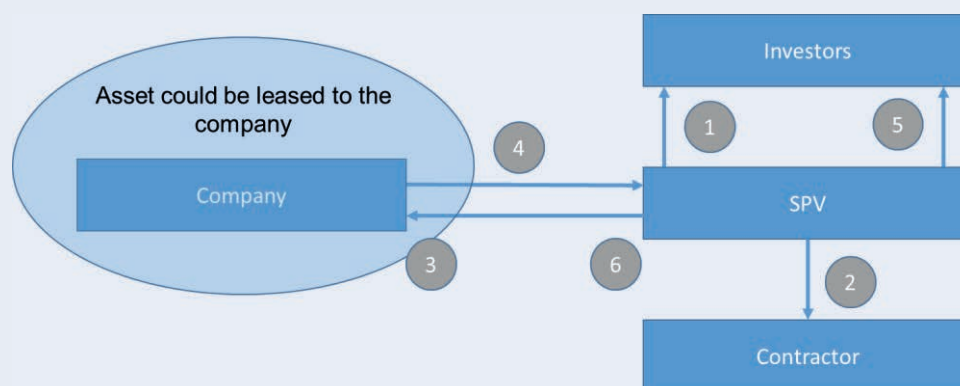 Investors
Asset could be leased to the
company
1
5
4
Company
SPV
3
6
2
Contractor